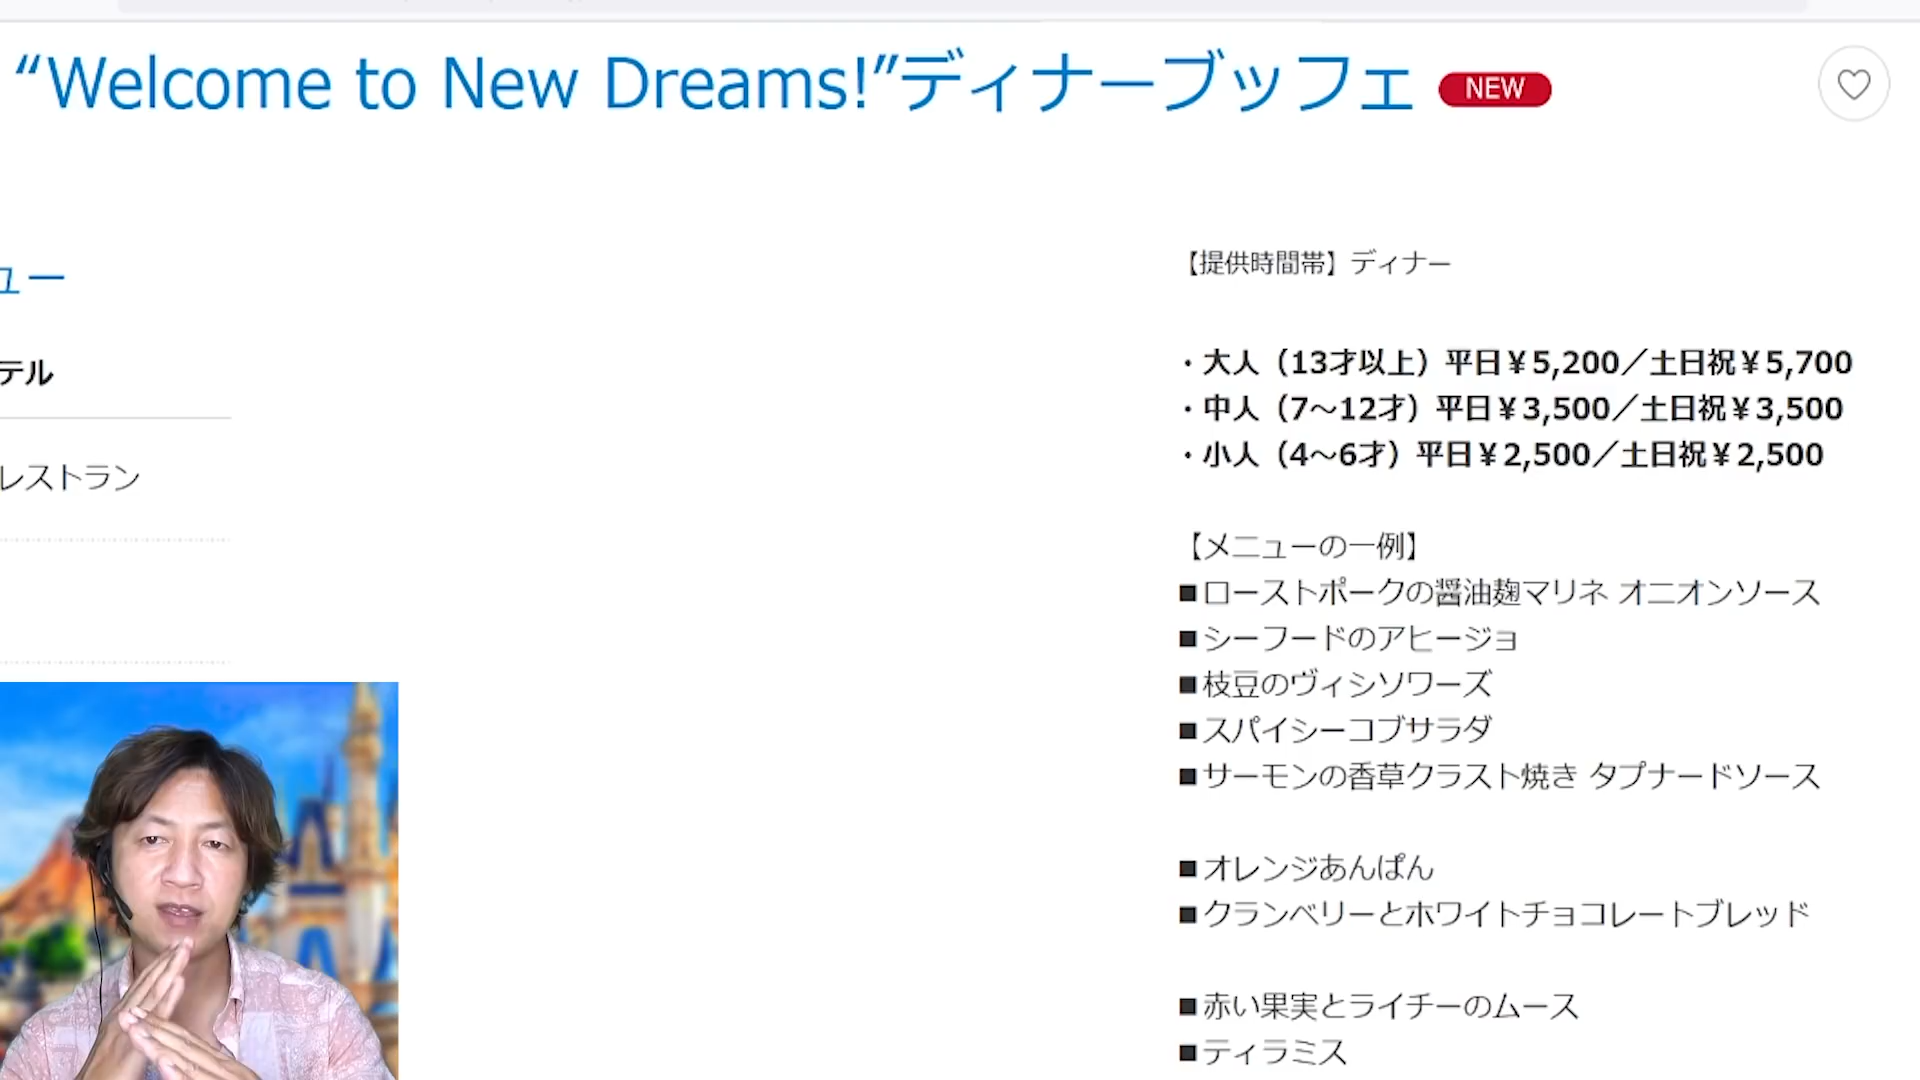 “Welcome to New Dreams!”ディナーブッフェ NEW
ュー
テル
レストラン
【提供時間帯】ディナー
・大人（13才以上）平日￥5,200／土日祝￥5,700
・中人（7～12才）平日￥3,500／土日祝￥3,500
・小人（4～6才）平日￥2,500／土日祝￥2,500
【メニューの一例】
■ローストポークの醤油麹マリネ オニオンソース
■シーフードのアヒージョ
■枝豆のヴィシソワーズ
■スパイシーコブサラダ
■サーモンの香草クラスト焼き タプナードソース
■オレンジあんぱん
■クランベリーとホワイトチョコレートブレッド
■赤い果実とライチーのムース
■ティラミス